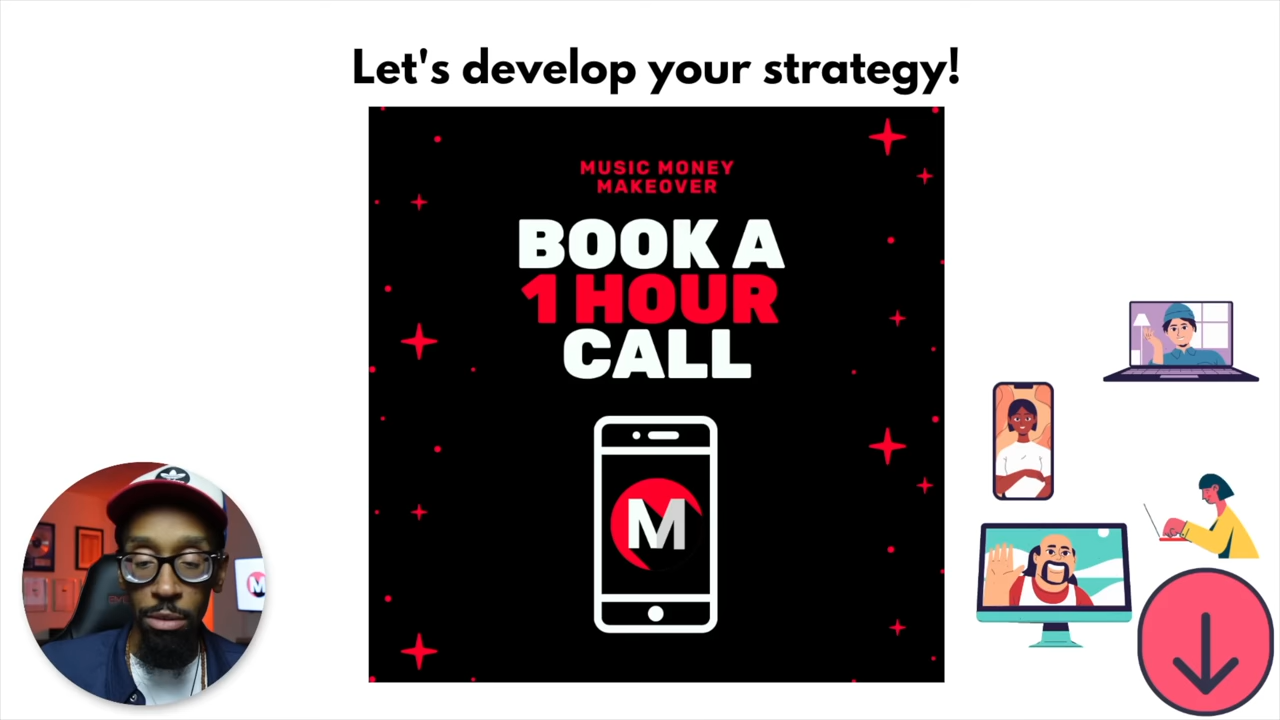 Let's develop your strategy!
MUSIC MONEY
MAKEOVER
BOOK A
1 HOUR
CALL
M
M